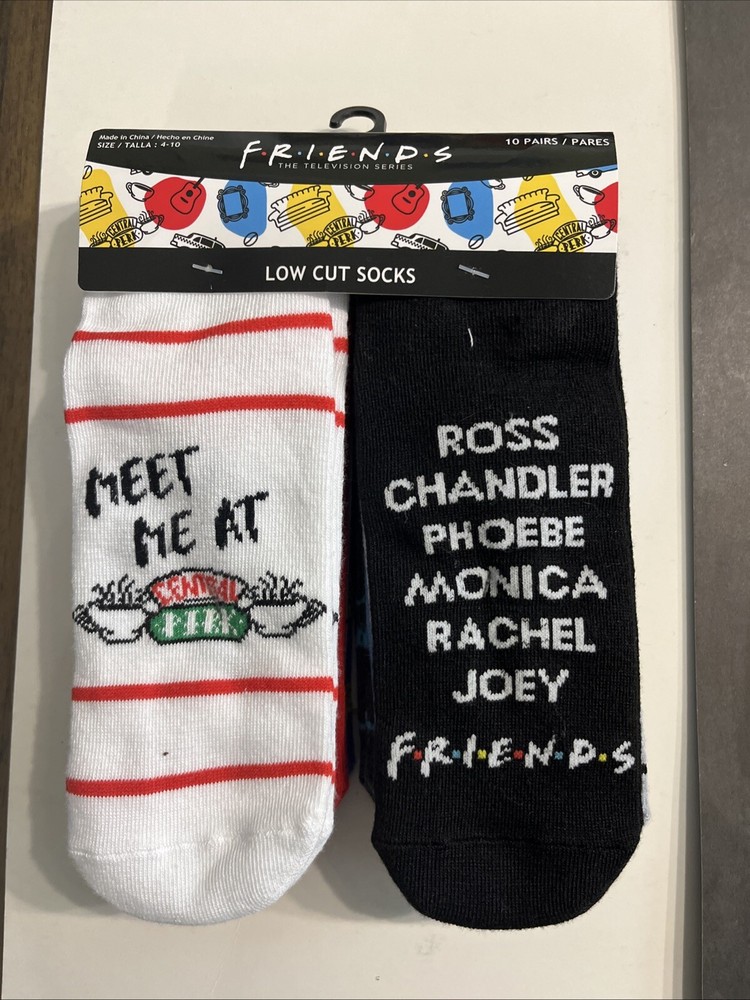 Made in China / Hecho en Chine
SIZE / TALLA : 4-10
F·R·I·E·N·D·S
THE TELEVISION SERIES
10 PAIRS / PARES
CENTRAL
PERK
CENTRAL
PERK
CENTRAL
PERK
LOW CUT SOCKS
MEET
ME AT
CENTRAL
PERK
ROSS
CHANDLER
PHOEBE
MONICA
RACHEL
JOEY
F·R·I·E·N·D·S